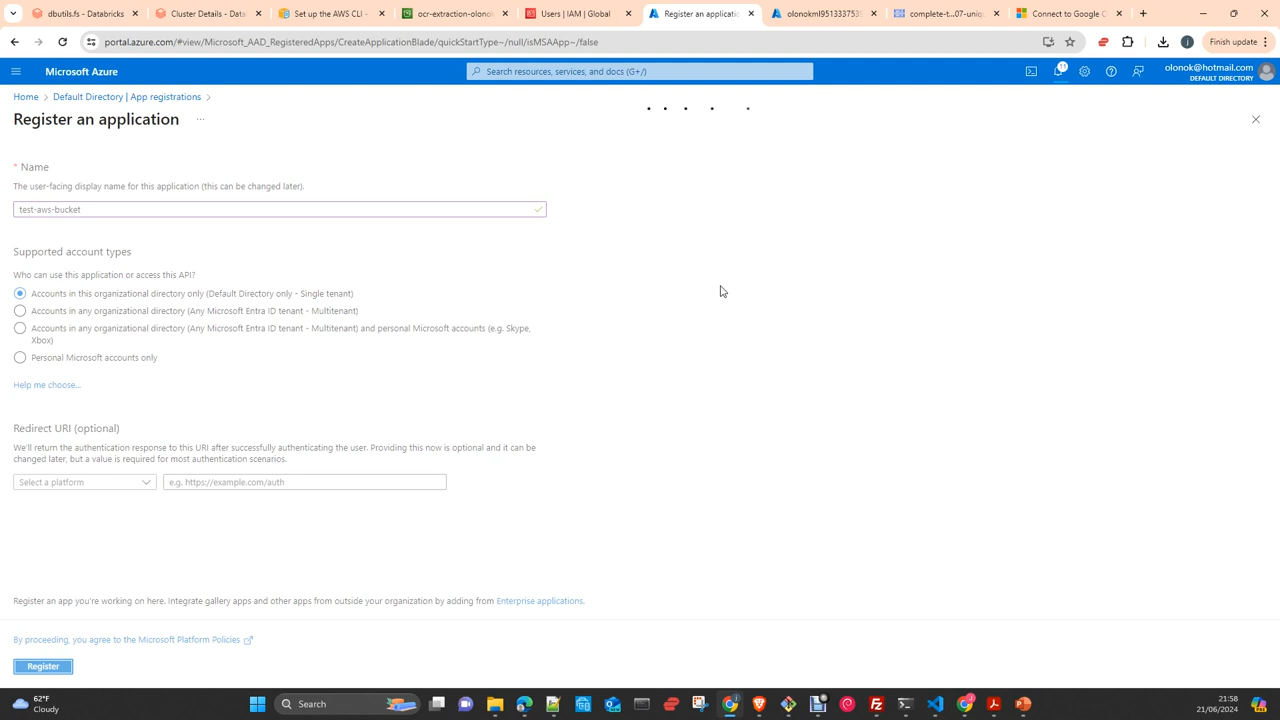 dbutils.fs - Databricks
Cluster Details - Data
Set up the AWS CLI -
ocr-extraction-olonok
Users | IAM | Global
Register an applicatio
olonokml9513337539
complete-t...07-uniqu
Connect to Google C
portal.azure.com/#view/Microsoft_AAD_RegisteredApps/CreateApplicationBlade/quickStartType~/null/isMSAApp~/false
Finish update
Microsoft Azure
Search resources, services, and docs (G+/)
11
olonok@hotmail.com
DEFAULT DIRECTORY
Home > Default Directory | App registrations >
Register an application ...
* Name
The user-facing display name for this application (this can be changed later).
test-aws-bucket
Supported account types
Who can use this application or access this API?
Accounts in this organizational directory only (Default Directory only - Single tenant)
Accounts in any organizational directory (Any Microsoft Entra ID tenant - Multitenant)
Accounts in any organizational directory (Any Microsoft Entra ID tenant - Multitenant) and personal Microsoft accounts (e.g. Skype,
Xbox)
Personal Microsoft accounts only
Help me choose...
Redirect URI (optional)
We'll return the authentication response to this URI after successfully authenticating the user. Providing this now is optional and it can be
changed later, but a value is required for most authentication scenarios.
Select a platform
e.g. https://example.com/auth
Register an app you're working on here. Integrate gallery apps and other apps from outside your organization by adding from Enterprise applications.
By proceeding, you agree to the Microsoft Platform Policies
Register
62°F
Cloudy
Search
21:58
21/06/2024